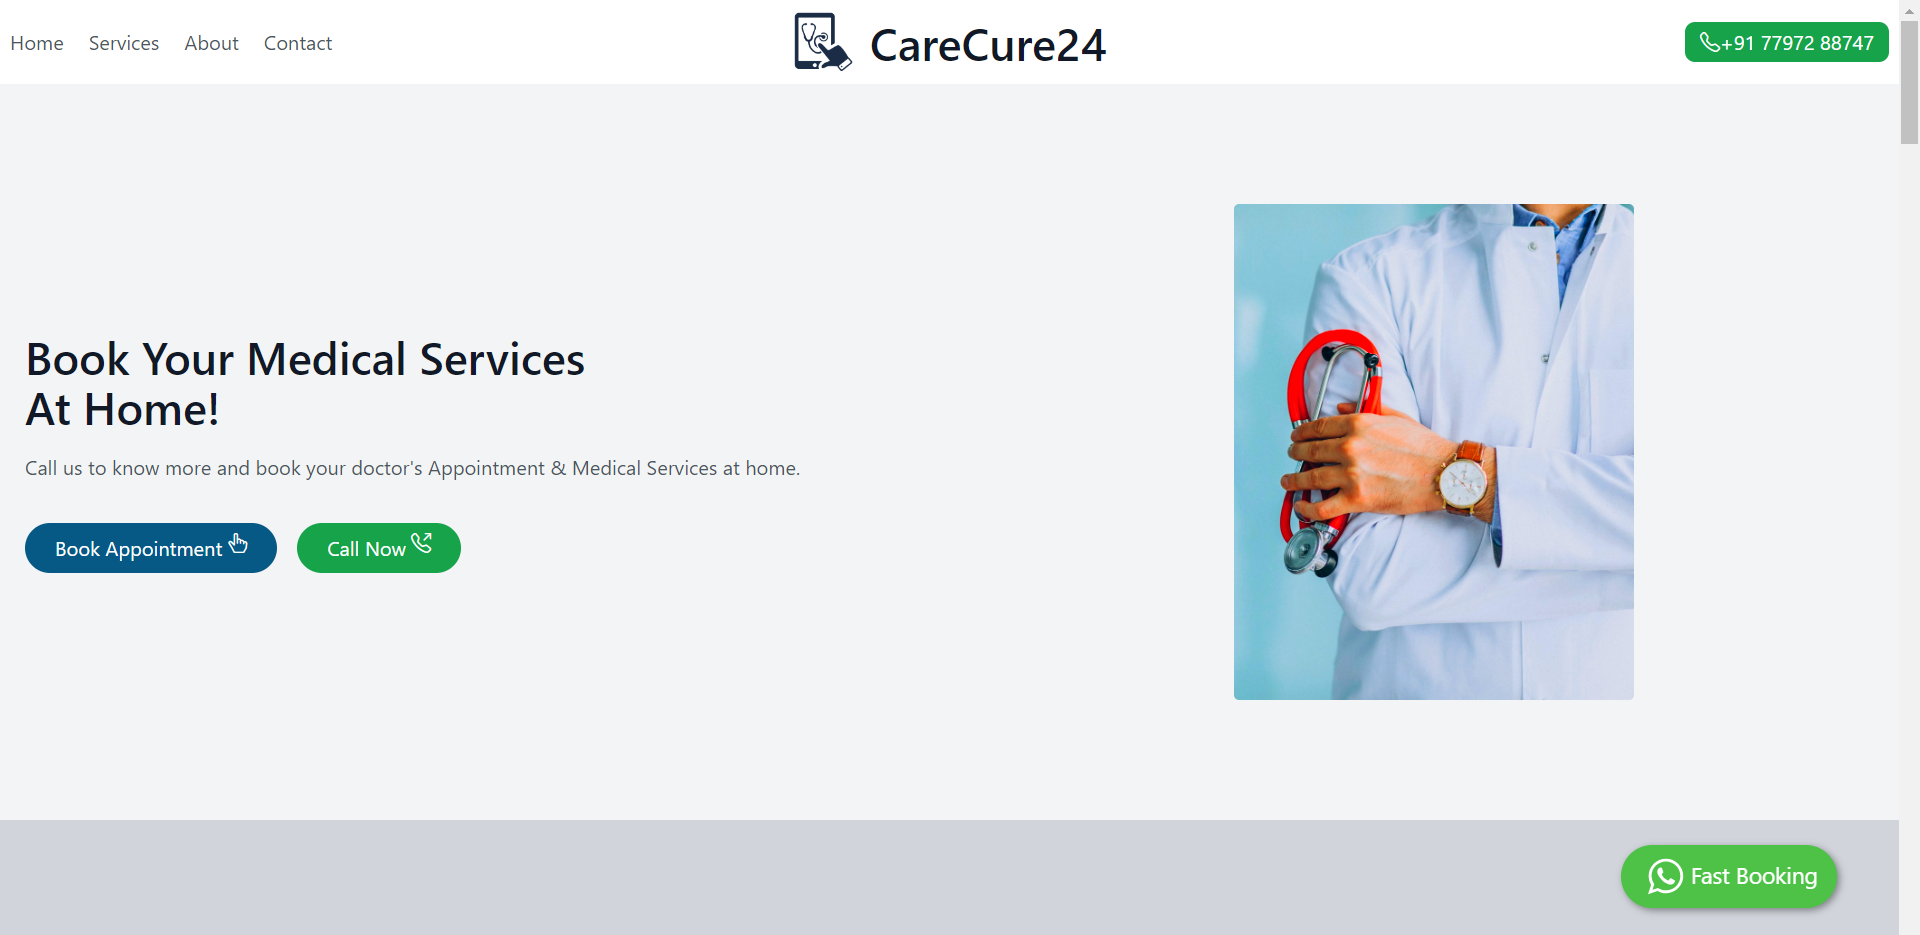 Home Services About Contact
CareCure24
+91 77972 88747
Book Your Medical Services
At Home!
Call us to know more and book your doctor's Appointment & Medical Services at home.
Book Appointment
Call Now
Fast Booking